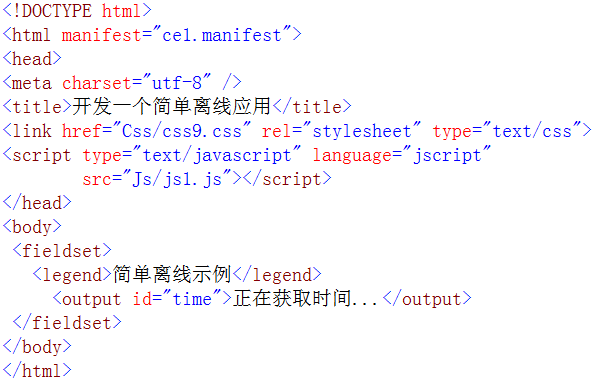 <!DOCTYPE html>
<html manifest="ce1.manifest">
<head>
<meta charset="utf-8" />
<title>开发一个简单离线应用</title>
<link href="Css/css9.css" rel="stylesheet" type="text/css">
<script type="text/javascript" language="jscript"
        src="Js/js1.js"></script>
</head>
<body>
 <fieldset>
   <legend>简单离线示例</legend>
     <output id="time">正在获取时间...</output>
 </fieldset>
</body>
</html>